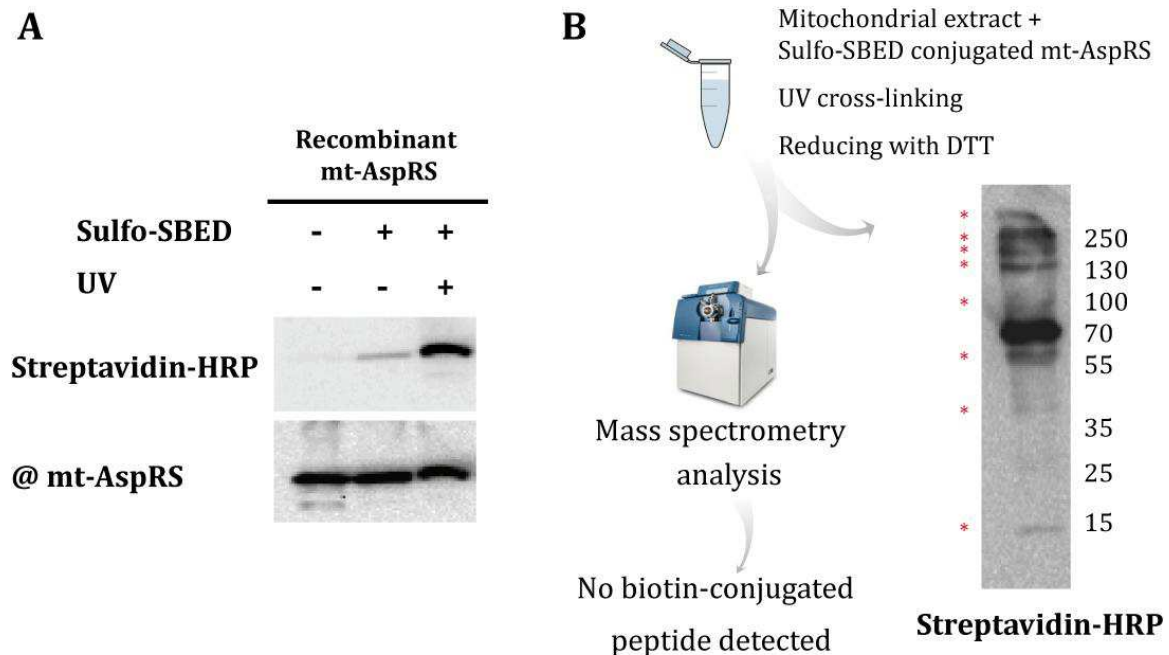 A
Recombinant
mt-AspRS
Sulfo-SBED - + +
UV - - +
Streptavidin-HRP
@ mt-AspRS
B
Mitochondrial extract +
Sulfo-SBED conjugated mt-AspRS
UV cross-linking
Reducing with DTT
*
* 250
*
* 130
* 100
70
* 55
* 35
25
* 15
Streptavidin-HRP
Mass spectrometry
analysis
No biotin-conjugated
peptide detected